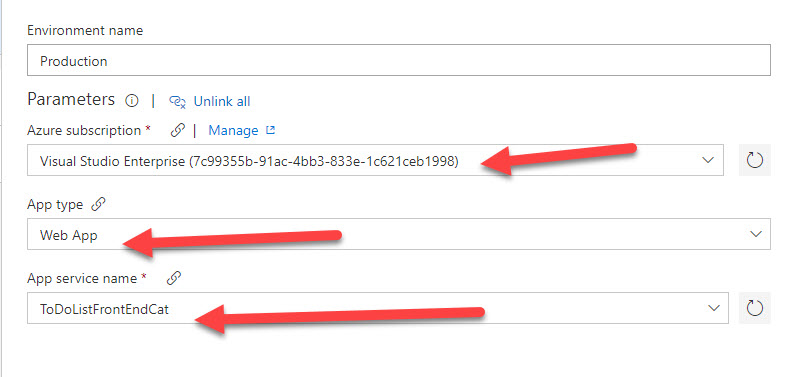 Environment name
Production
Parameters | Unlink all
Azure subscription * | Manage
Visual Studio Enterprise (7c99355b-91ac-4bb3-833e-1c621ceb1998)
App type
Web App
App service name *
ToDoListFrontEndCat